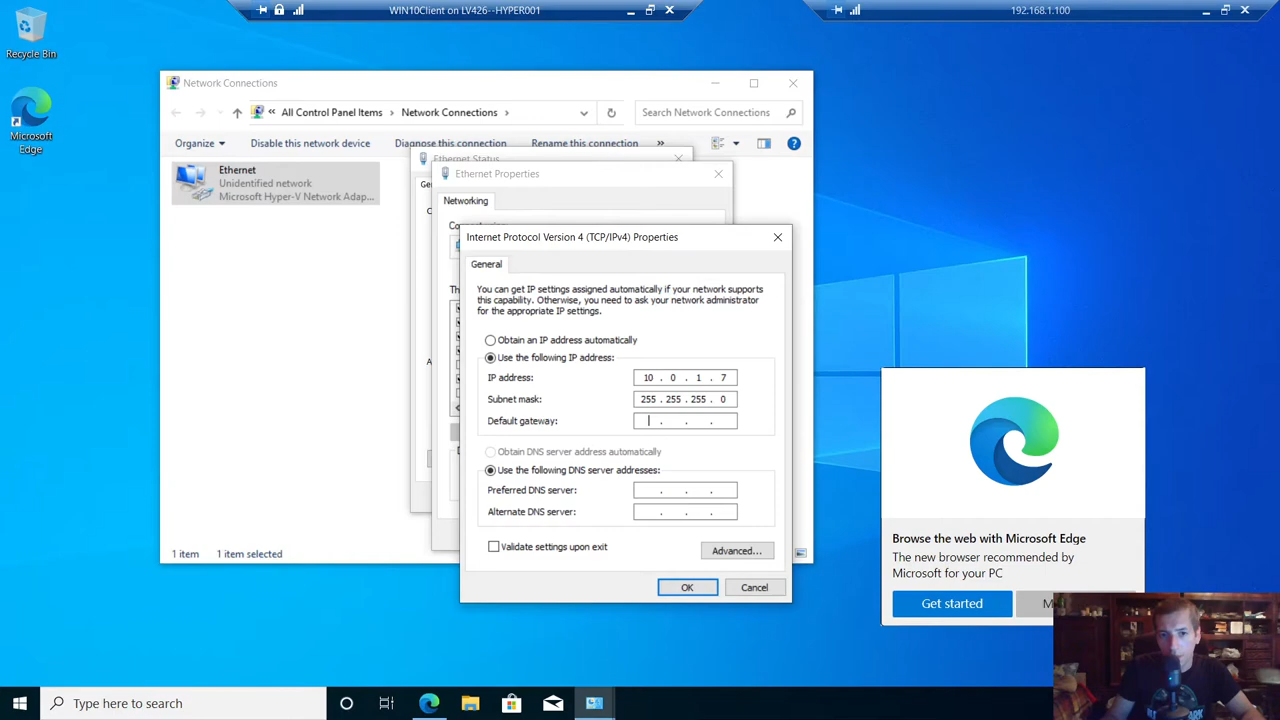 WIN10Client on LV426--HYPER001
192.168.1.100
Recycle Bin
Microsoft
Edge
Network Connections
« All Control Panel Items › Network Connections ›
Search Network Connections
Organize
Disable this network device
Diagnose this connection
Rename this connection
»
Ethernet
Unidentified network
Microsoft Hyper-V Network Adap...
Ethernet Status
Ethernet Properties
Networking
Internet Protocol Version 4 (TCP/IPv4) Properties
General
You can get IP settings assigned automatically if your network supports
this capability. Otherwise, you need to ask your network administrator
for the appropriate IP settings.
Obtain an IP address automatically
Use the following IP address:
IP address: 10 . 0 . 1 . 7
Subnet mask: 255 . 255 . 255 . 0
Default gateway: . . .
Obtain DNS server address automatically
Use the following DNS server addresses:
Preferred DNS server: . . .
Alternate DNS server: . . .
Validate settings upon exit
Advanced...
OK
Cancel
1 item
1 item selected
Browse the web with Microsoft Edge
The new browser recommended by
Microsoft for your PC
Get started
Type here to search